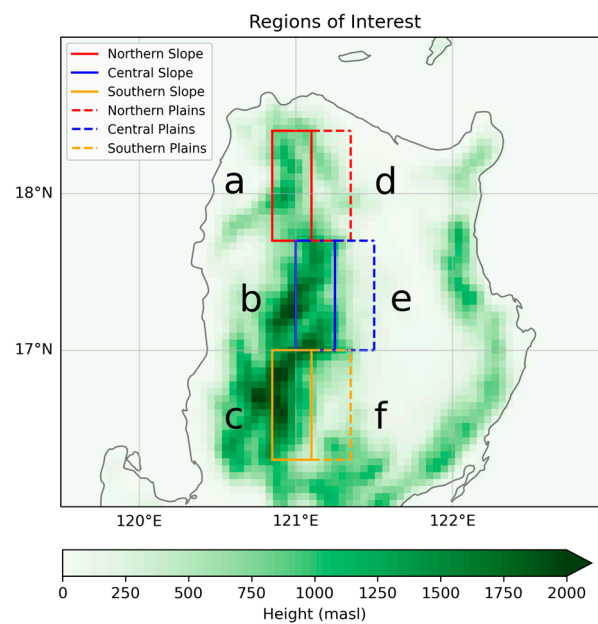 Regions of Interest
Northern Slope
Central Slope
Southern Slope
Northern Plains
Central Plains
Southern Plains
a
d
18°N
b
e
17°N
c
f
120°E 121°E 122°E
0 250 500 750 1000 1250 1500 1750 2000
Height (masl)